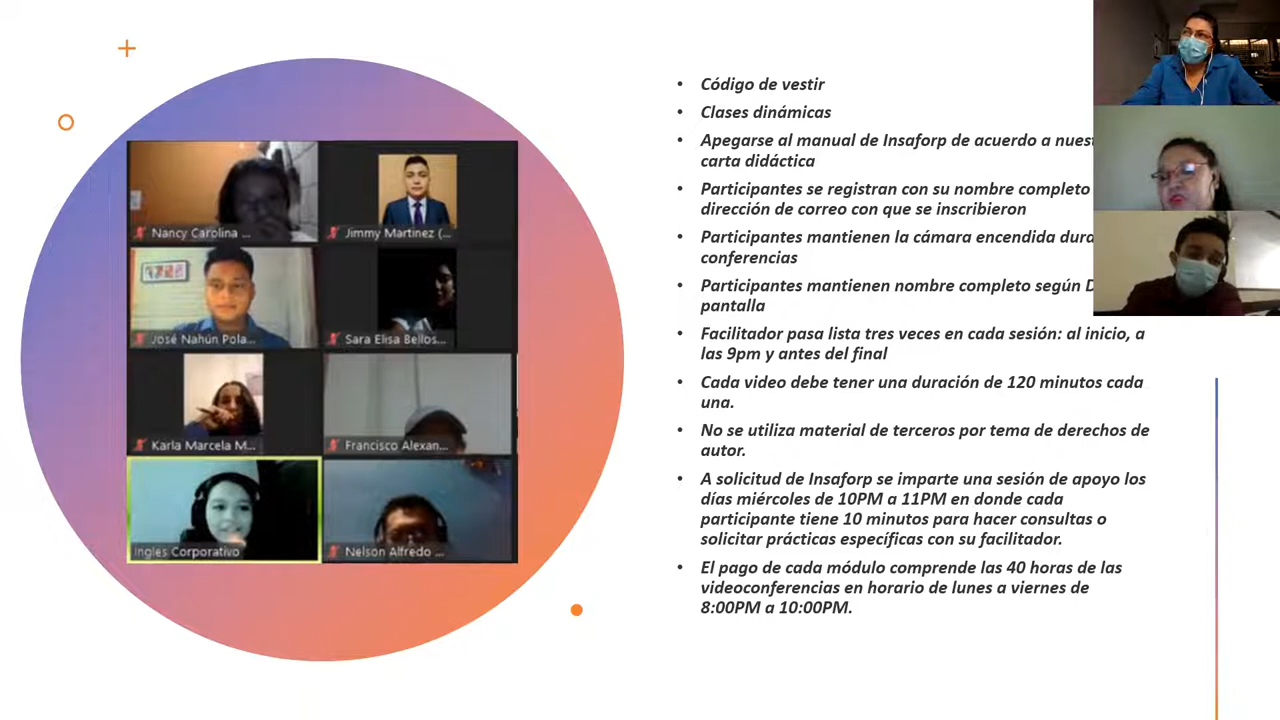 Nancy Carolina ...
Jimmy Martinez (...
José Nahún Pola...
Sara Elisa Bellos...
Karla Marcela M...
Francisco Alexan...
Ingles Corporativo
Nelson Alfredo ...
• Código de vestir
• Clases dinámicas
• Apegarse al manual de Insaforp de acuerdo a
carta didáctica
• Participantes se registran con su nombre completo
dirección de correo con que se inscribieron
• Participantes mantienen la cámara encendida
conferencias
• Participantes mantienen nombre completo según
pantalla
• Facilitador pasa lista tres veces en cada sesión: al inicio, a
las 9pm y antes del final
• Cada video debe tener una duración de 120 minutos cada
una.
• No se utiliza material de terceros por tema de derechos de
autor.
• A solicitud de Insaforp se imparte una sesión de apoyo los
días miércoles de 10PM a 11PM en donde cada
participante tiene 10 minutos para hacer consultas o
solicitar prácticas específicas con su facilitador.
• El pago de cada módulo comprende las 40 horas de las
videoconferencias en horario de lunes a viernes de
8:00PM a 10:00PM.